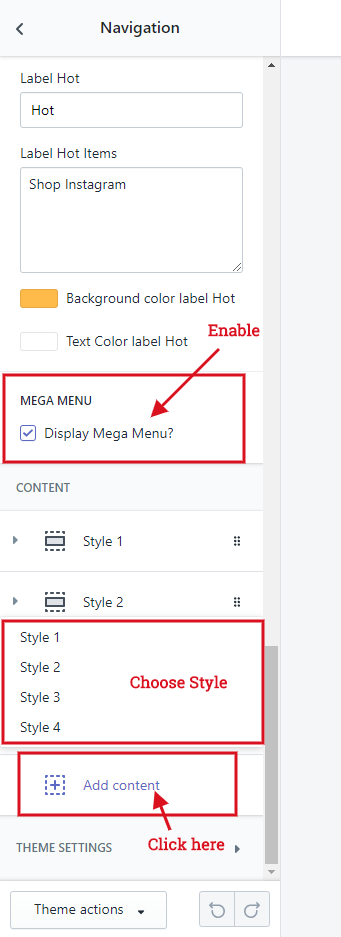 Navigation
Label Hot
Hot
Label Hot Items
Shop Instagram
Background color label Hot
Enable
Text Color label Hot
MEGA MENU
Display Mega Menu?
CONTENT
Style 1
Style 2
Style 1
Style 2
Choose Style
Style 3
Style 4
Add content
Click here
THEME SETTINGS
Theme actions